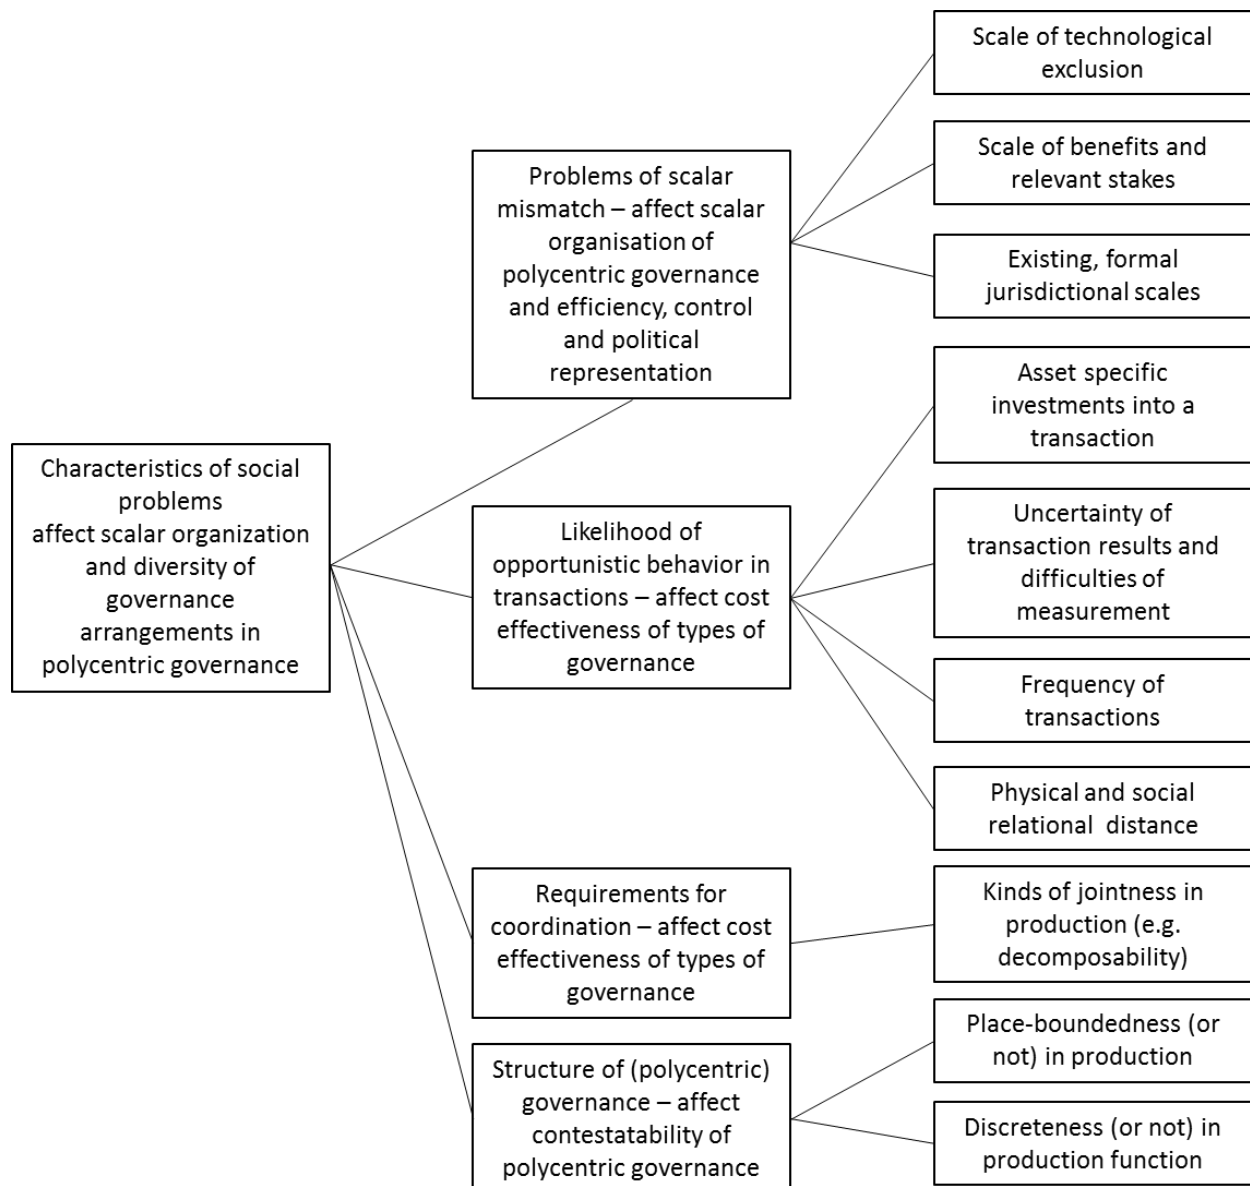 Characteristics of social
problems
affect scalar organization
and diversity of
governance
arrangements in
polycentric governance
Problems of scalar
mismatch – affect scalar
organisation of
polycentric governance
and efficiency, control
and political
representation
Likelihood of
opportunistic behavior in
transactions – affect cost
effectiveness of types of
governance
Requirements for
coordination – affect cost
effectiveness of types of
governance
Structure of (polycentric)
governance – affect
contestatability of
polycentric governance
Scale of technological
exclusion
Scale of benefits and
relevant stakes
Existing, formal
jurisdictional scales
Asset specific
investments into a
transaction
Uncertainty of
transaction results and
difficulties of
measurement
Frequency of
transactions
Physical and social
relational distance
Kinds of jointness in
production (e.g.
decomposability)
Place-boundedness (or
not) in production
Discreteness (or not) in
production function